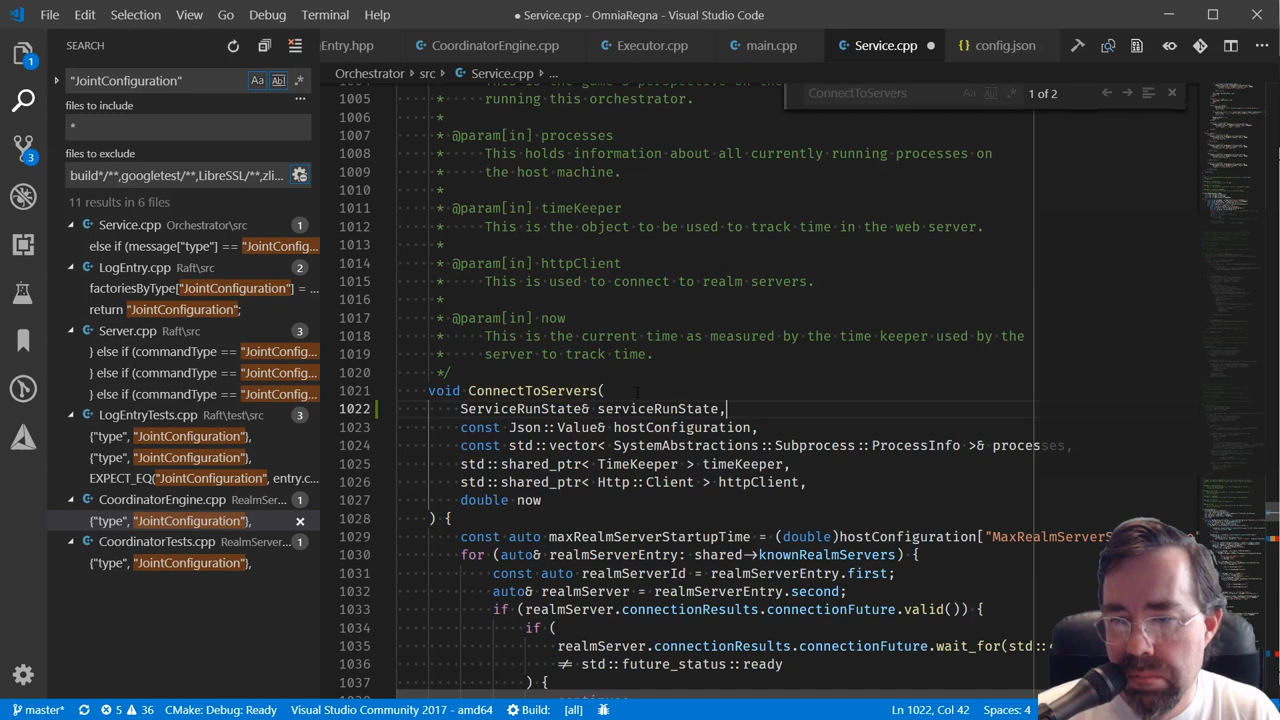 File Edit Selection View Go Debug Terminal Help
● Service.cpp - OmniaRegna - Visual Studio Code
SEARCH
Entry.hpp CoordinatorEngine.cpp Executor.cpp main.cpp Service.cpp config.json
"JointConfiguration"
files to include
*
files to exclude
build*/**,googletest/**,LibreSSL/**,zli...
11 results in 6 files
Service.cpp Orchestrator\src 1
else if (message["type"] == "JointConfig...
LogEntry.cpp Raft\src 2
factoriesByType["JointConfiguration"] = ...
return "JointConfiguration";
Server.cpp Raft\src 3
} else if (commandType == "JointConfig...
} else if (commandType == "JointConfig...
} else if (commandType == "JointConfig...
LogEntryTests.cpp Raft\src 3
{"type", "JointConfiguration"},
{"type", "JointConfiguration"},
EXPECT_EQ("JointConfiguration", entry.c...
CoordinatorEngine.cpp RealmSer... 1
{"type", "JointConfiguration"},
CoordinatorTests.cpp RealmServer... 1
{"type", "JointConfiguration"},
Orchestrator > src > Service.cpp > ...
ConnectToServers Aa 1 of 2
1005 * running this orchestrator.
1006 *
1007 * @param[in] processes
1008 * This holds information about all currently running processes on
1009 * the host machine.
1010 *
1011 * @param[in] timeKeeper
1012 * This is the object to be used to track time in the web server.
1013 *
1014 * @param[in] httpClient
1015 * This is used to connect to realm servers.
1016 *
1017 * @param[in] now
1018 * This is the current time as measured by the time keeper used by the
1019 * server to track time.
1020 */
1021 void ConnectToServers(
1022 ServiceRunState& serviceRunState,
1023 const Json::Value& hostConfiguration,
1024 const std::vector< SystemAbstractions::Subprocess::ProcessInfo >& processes,
1025 std::shared_ptr< TimeKeeper > timeKeeper,
1026 std::shared_ptr< Http::Client > httpClient,
1027 double now
1028 ) {
1029 const auto maxRealmServerStartupTime = (double)hostConfiguration["MaxRealmServerS
1030 for (auto& realmServerEntry: shared->knownRealmServers) {
1031 const auto realmServerId = realmServerEntry.first;
1032 auto& realmServer = realmServerEntry.second;
1033 if (realmServer.connectionResults.connectionFuture.valid()) {
1034 if (
1035 realmServer.connectionResults.connectionFuture.wait_for(std::
1036 != std::future_status::ready
1037 ) {
master* 5 36 CMake: Debug: Ready Visual Studio Community 2017 - amd64 Build: [all] Ln 1022, Col 42 Spaces: 4